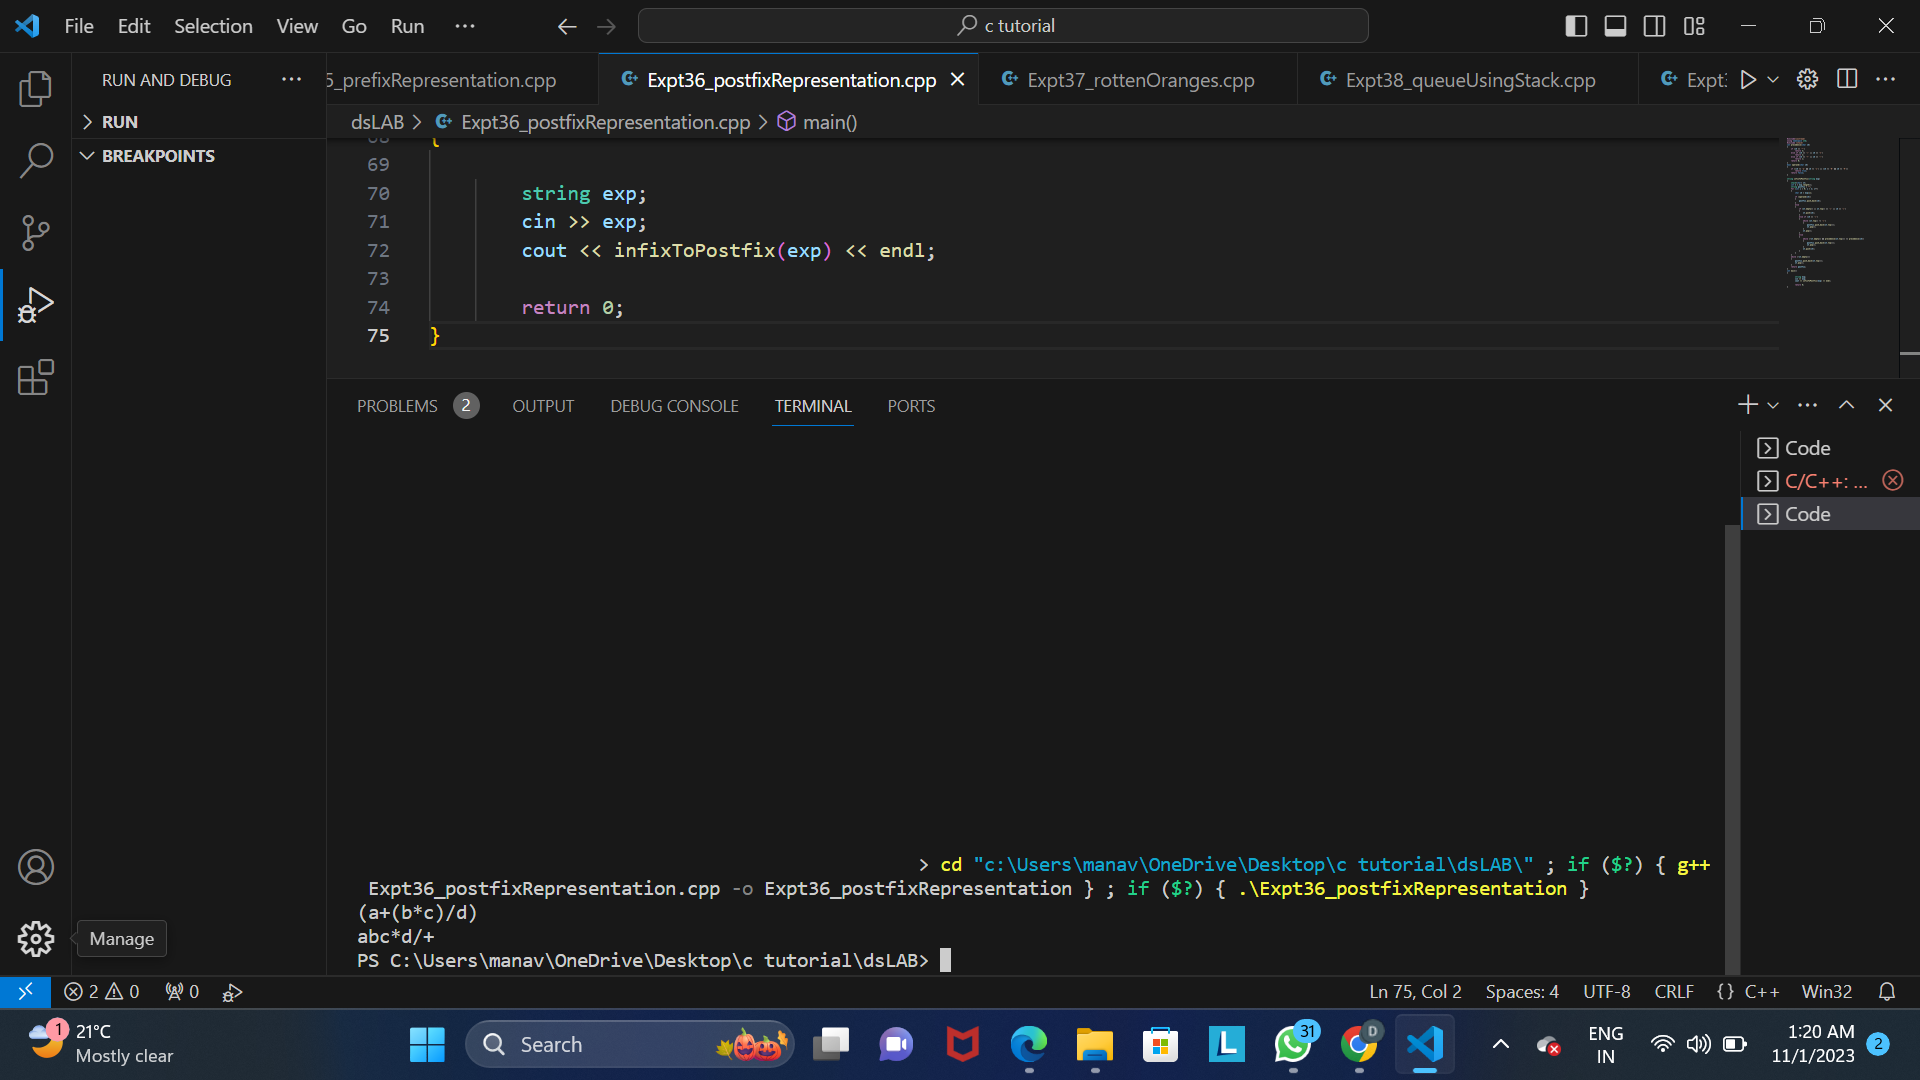 File Edit Selection View Go Run ···
c tutorial
RUN AND DEBUG ···
5_prefixRepresentation.cpp
Expt36_postfixRepresentation.cpp
Expt37_rottenOranges.cpp
Expt38_queueUsingStack.cpp
Expt3
RUN
BREAKPOINTS
dsLAB > Expt36_postfixRepresentation.cpp > main()
68 {
69
70 string exp;
71 cin >> exp;
72 cout << infixToPostfix(exp) << endl;
73
74 return 0;
75 }
PROBLEMS 2 OUTPUT DEBUG CONSOLE TERMINAL PORTS
Code
C/C++: ...
Code
> cd "c:\Users\manav\OneDrive\Desktop\c tutorial\dsLAB\" ; if ($?) { g++
Expt36_postfixRepresentation.cpp -o Expt36_postfixRepresentation } ; if ($?) { .\Expt36_postfixRepresentation }
(a+(b*c)/d)
abc*d/+
PS C:\Users\manav\OneDrive\Desktop\c tutorial\dsLAB>
Manage
2 0 0
Ln 75, Col 2 Spaces: 4 UTF-8 CRLF {} C++ Win32
1
21°C
Mostly clear
Search
L
31
D
ENG
IN
1:20 AM
11/1/2023
2